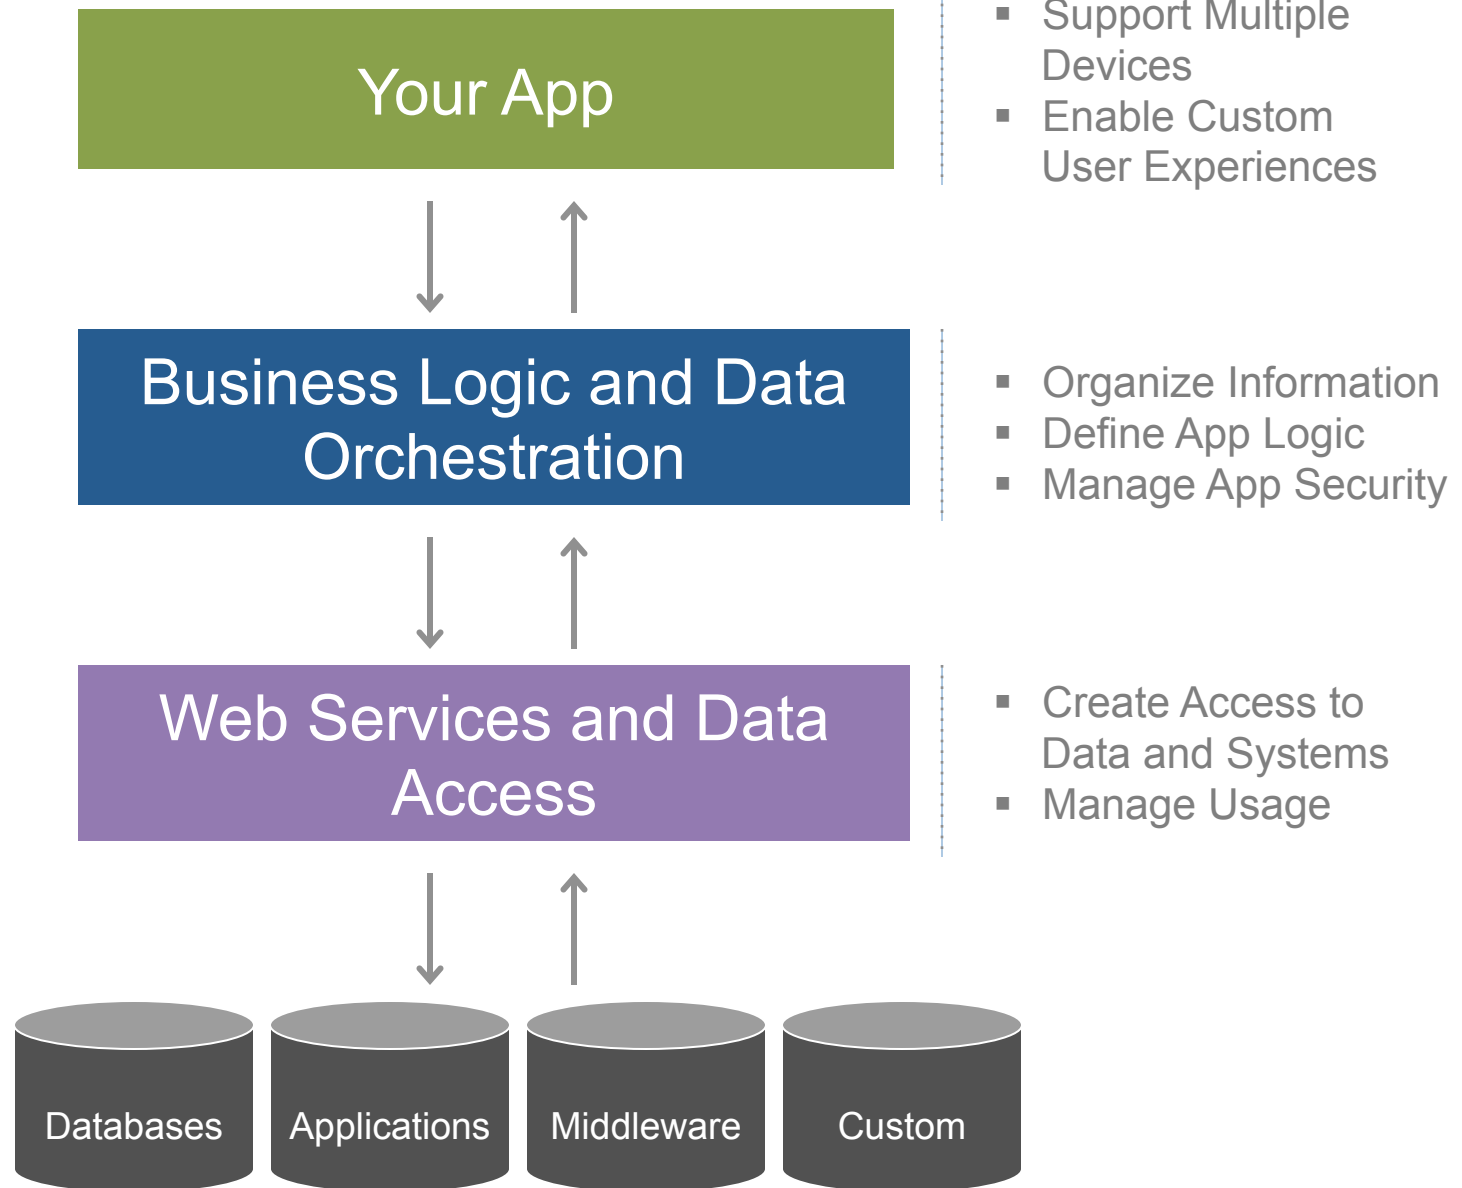 Your App
▪ Support Multiple
Devices
▪ Enable Custom
User Experiences
Business Logic and Data
Orchestration
▪ Organize Information
▪ Define App Logic
▪ Manage App Security
Web Services and Data
Access
▪ Create Access to
Data and Systems
▪ Manage Usage
Databases
Applications
Middleware
Custom